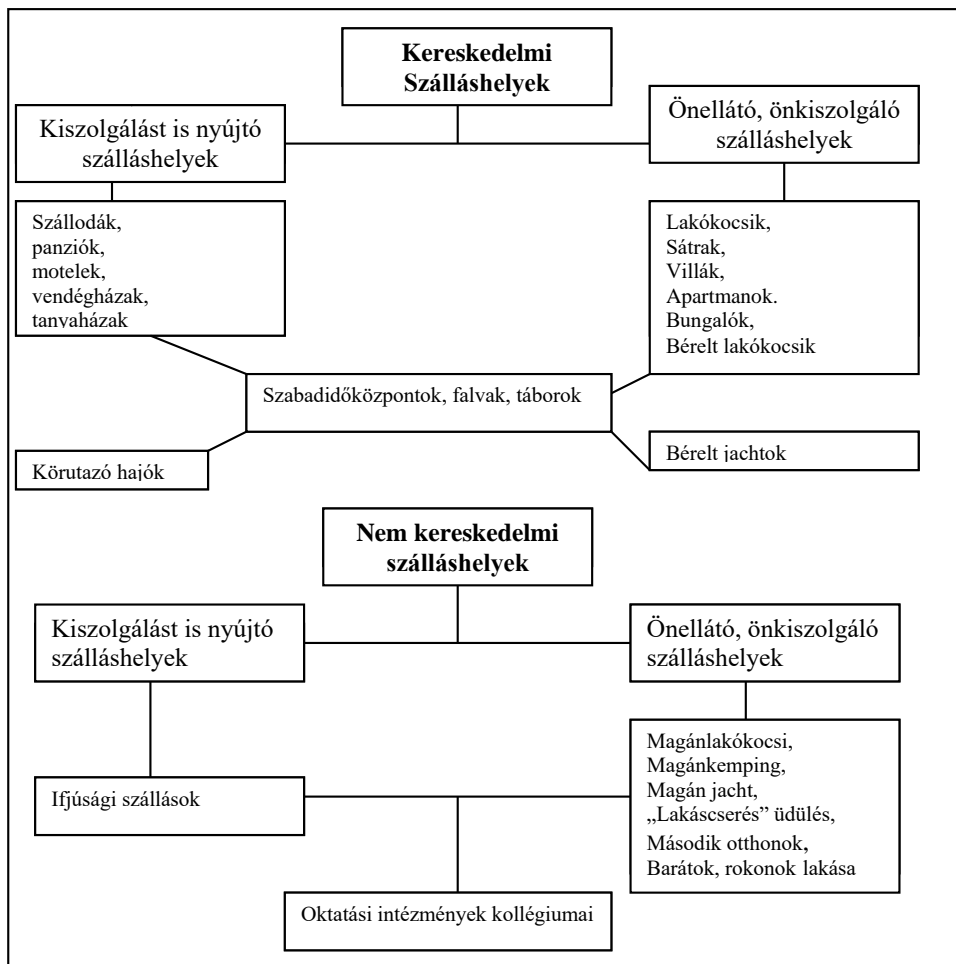 Kereskedelmi
Szálláshelyek
Kiszolgálást is nyújtó
szálláshelyek
Önellátó, önkiszolgáló
szálláshelyek
Szállodák,
panziók,
motelek,
vendégházak,
tanyaházak
Lakókocsik,
Sátrak,
Villák,
Apartmanok.
Bungalók,
Bérelt lakókocsik
Szabadidőközpontok, falvak, táborok
Körutazó hajók
Bérelt jachtok
Nem kereskedelmi
szálláshelyek
Kiszolgálást is nyújtó
szálláshelyek
Önellátó, önkiszolgáló
szálláshelyek
Ifjúsági szállások
Magánlakókocsi,
Magánkemping,
Magán jacht,
„Lakáscserés” üdülés,
Második otthonok,
Barátok, rokonok lakása
Oktatási intézmények kollégiumai